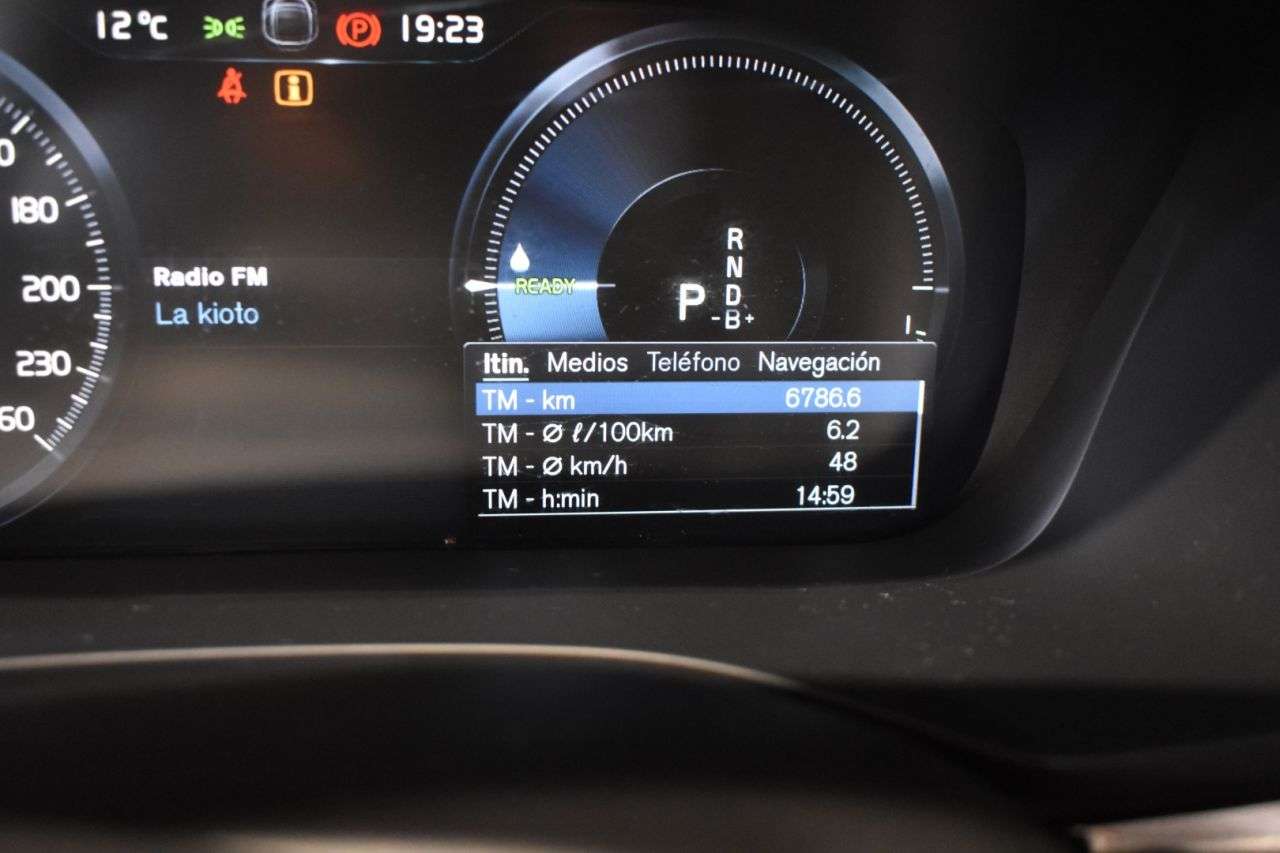 12°C 19:23
180
200
230
Radio FM
La kioto
READY
R
N
D
P -B+
Itin. Medios Teléfono Navegación
TM - km 6786.6
TM - Ø ℓ/100km 6.2
TM - Ø km/h 48
TM - h:min 14:59